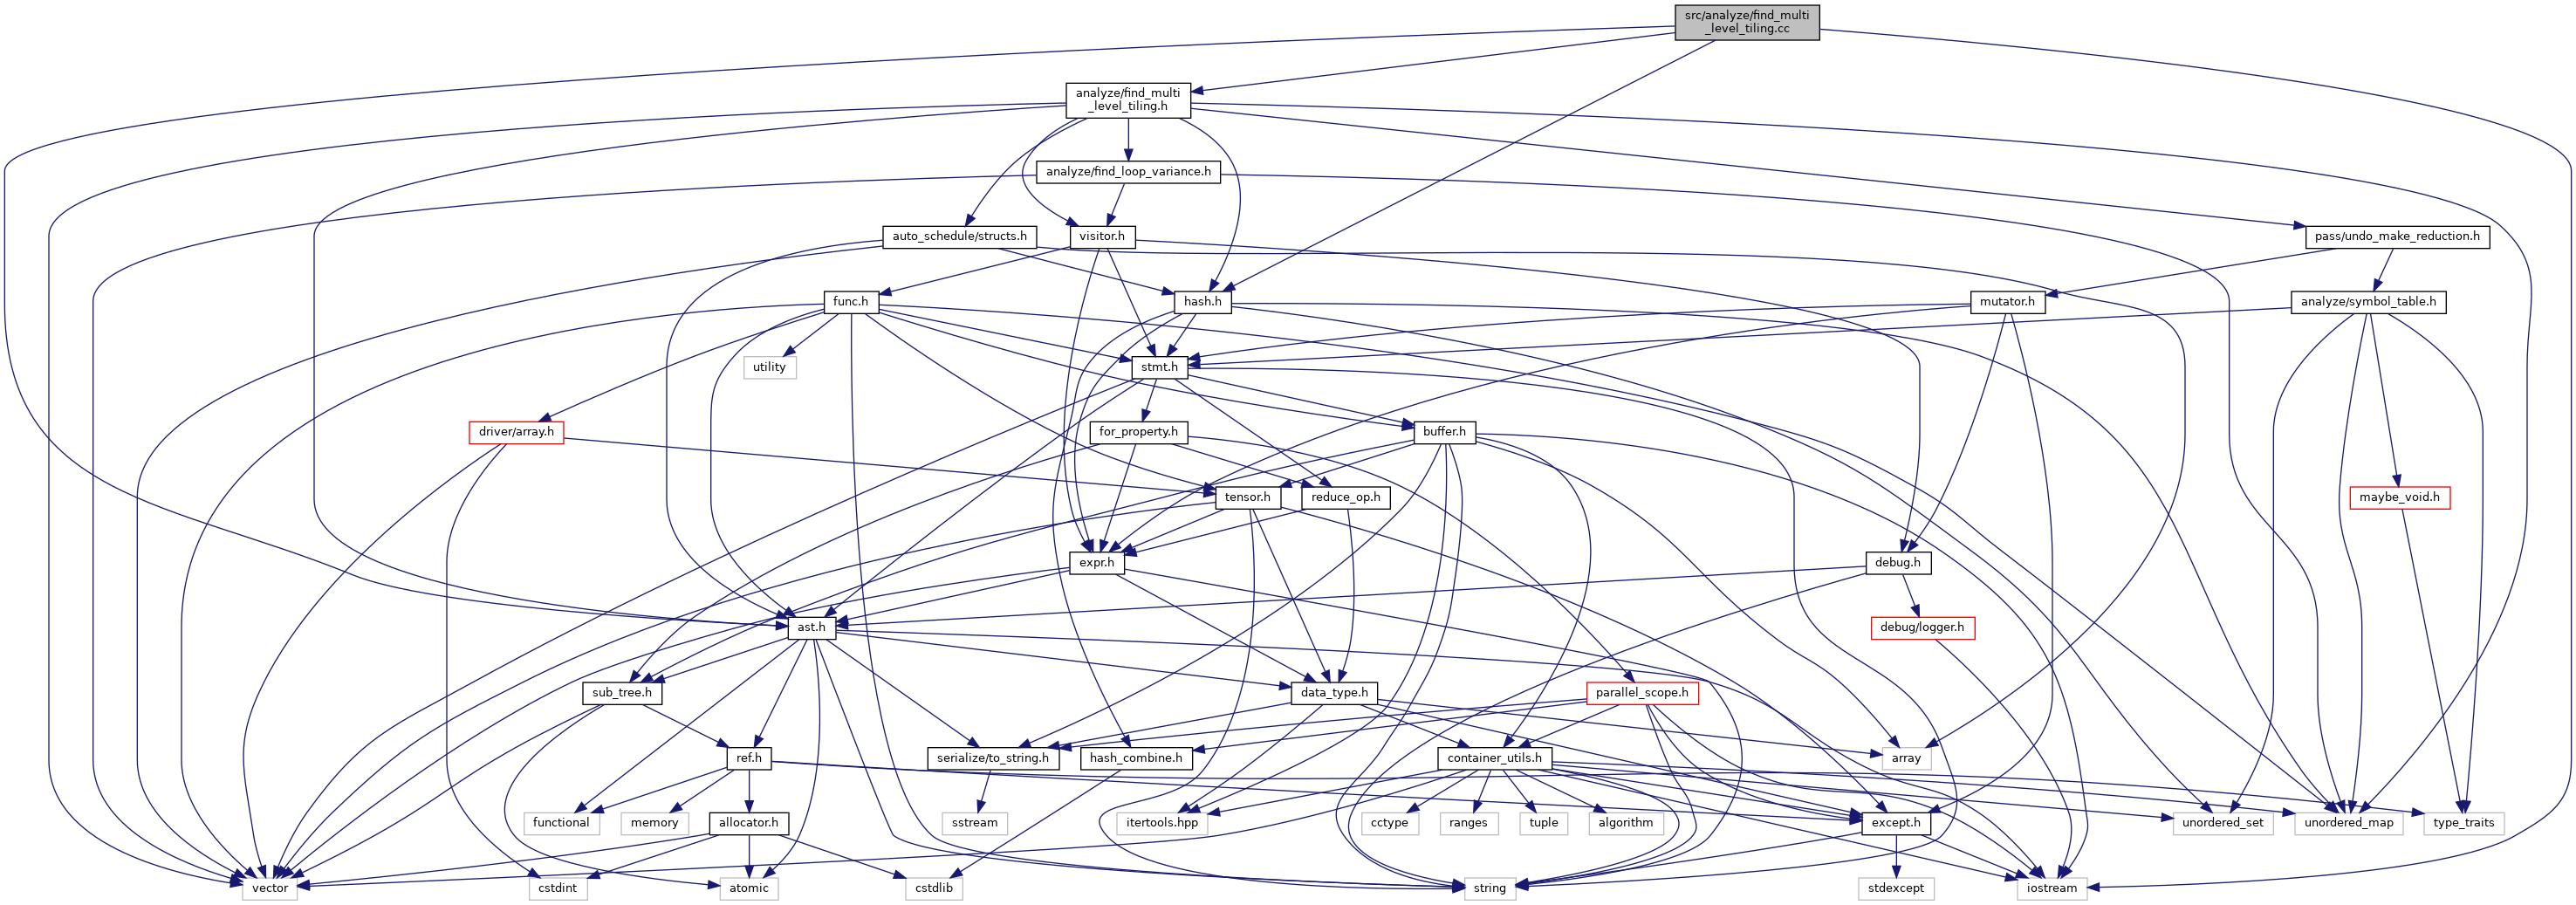 src/analyze/find_multi
_level_tiling.cc
analyze/find_multi
_level_tiling.h
analyze/find_loop_variance.h
auto_schedule/structs.h
visitor.h
pass/undo_make_reduction.h
func.h
hash.h
mutator.h
analyze/symbol_table.h
utility
stmt.h
driver/array.h
for_property.h
buffer.h
tensor.h
reduce_op.h
maybe_void.h
expr.h
debug.h
ast.h
debug/logger.h
sub_tree.h
data_type.h
parallel_scope.h
ref.h
serialize/to_string.h
hash_combine.h
container_utils.h
array
functional
memory
allocator.h
sstream
itertools.hpp
cctype
ranges
tuple
algorithm
except.h
unordered_set
unordered_map
type_traits
vector
cstdint
atomic
cstdlib
string
stdexcept
iostream